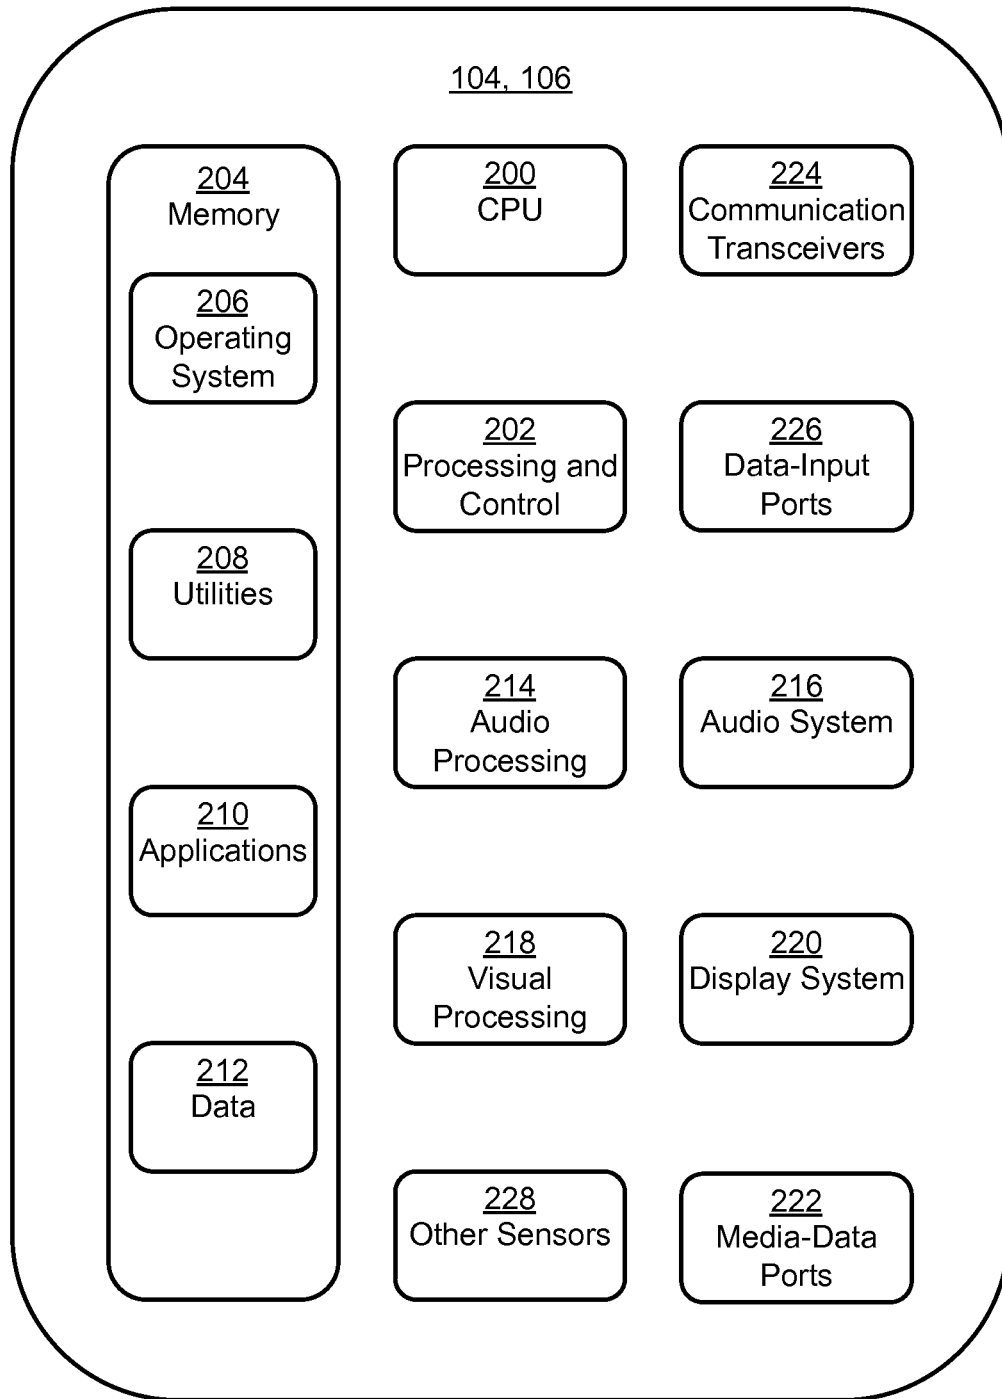 104, 106
204
Memory
206
Operating
System
208
Utilities
210
Applications
212
Data
200
CPU
202
Processing and
Control
214
Audio
Processing
218
Visual
Processing
228
Other Sensors
224
Communication
Transceivers
226
Data-Input
Ports
216
Audio System
220
Display System
222
Media-Data
Ports